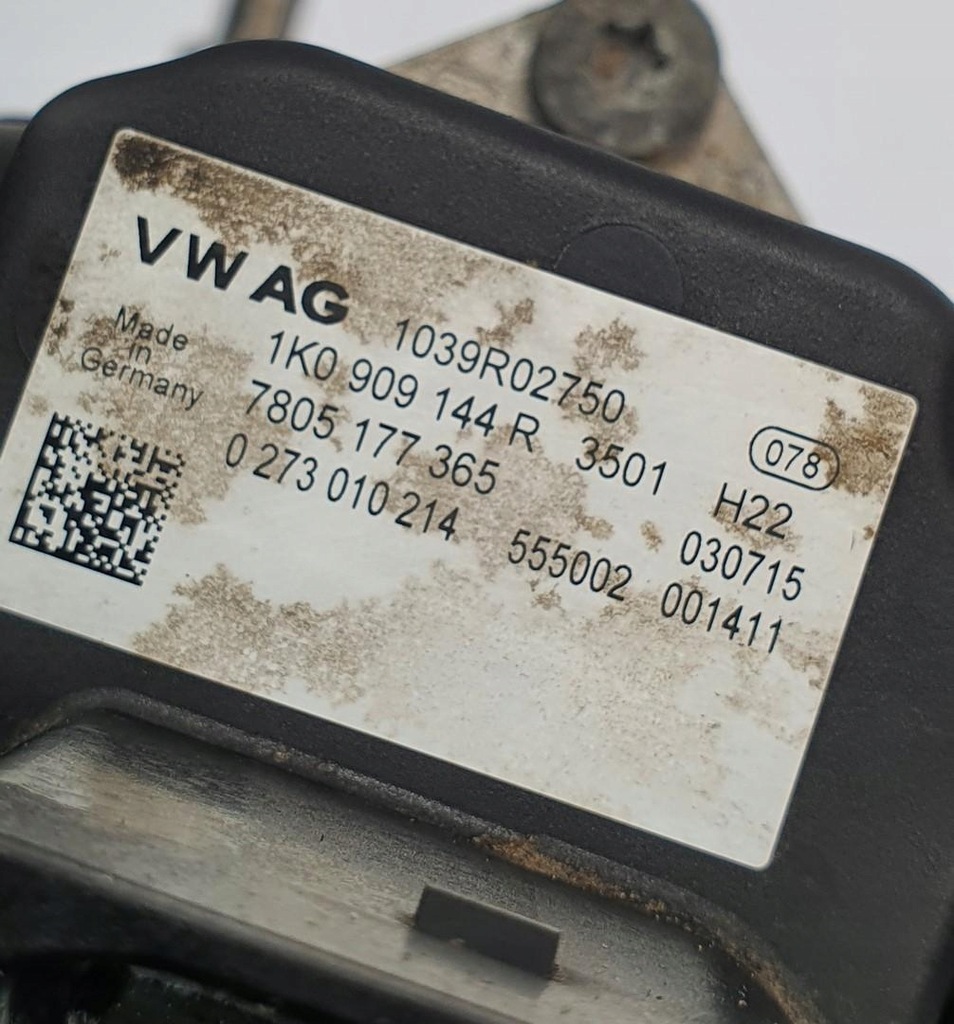 VW AG 1039R02750 078
Made in Germany
1K0 909 144 R 3501 H22
7805 177 365 030715
0 273 010 214 555002 001411